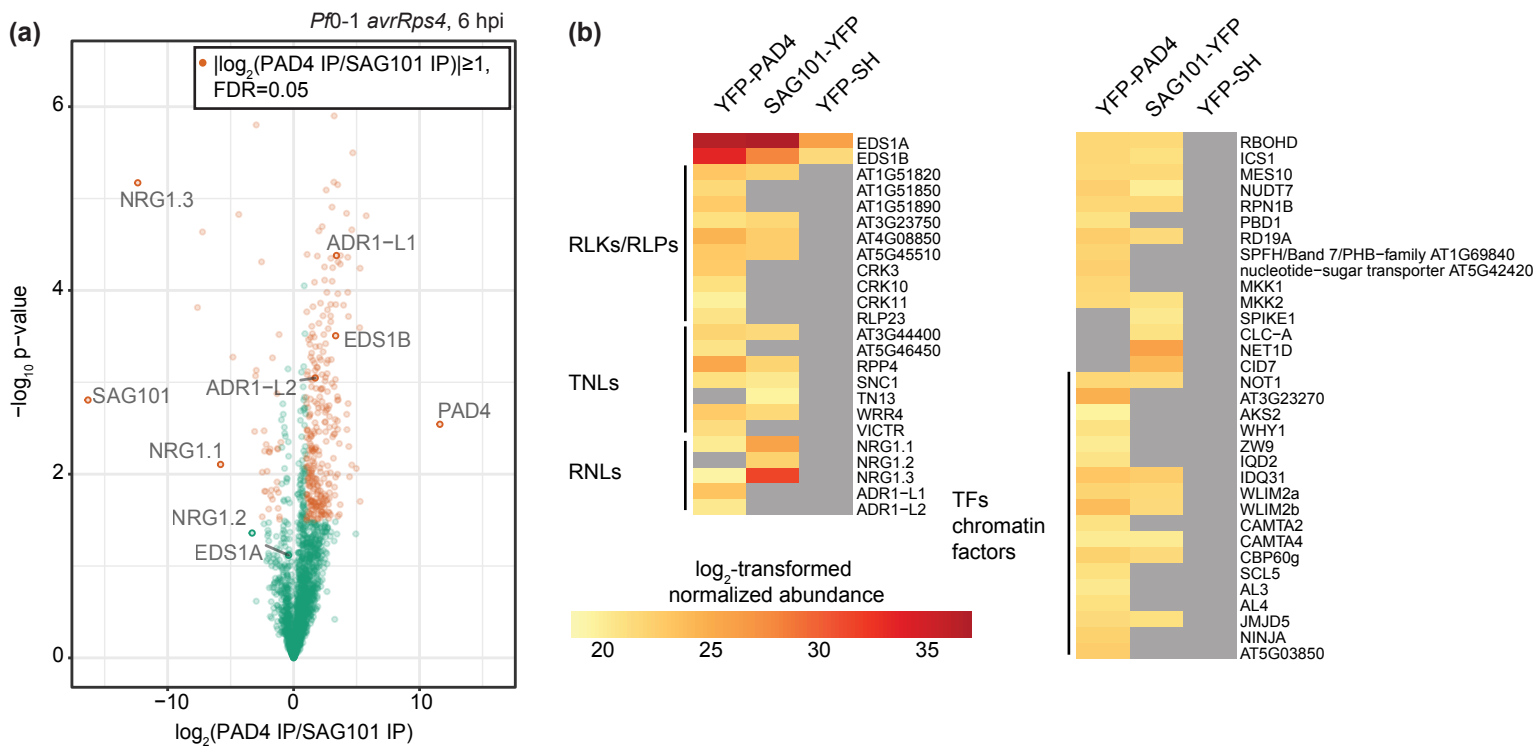 (a)
Pf0-1 avrRps4, 6 hpi
|log2(PAD4 IP/SAG101 IP)|≥1,
FDR=0.05
NRG1.3
ADR1−L1
EDS1B
ADR1−L2
SAG101
PAD4
NRG1.1
NRG1.2
EDS1A
6
4
2
0
−log10 p−value
−10
0
10
log2(PAD4 IP/SAG101 IP)
(b)
YFP-PAD4
SAG101-YFP
YFP-SH
EDS1A
EDS1B
AT1G51820
AT1G51850
AT1G51890
AT3G23750
AT4G08850
AT5G45510
CRK3
CRK10
CRK11
RLP23
AT3G44400
AT5G46450
RPP4
SNC1
TN13
WRR4
VICTR
NRG1.1
NRG1.2
NRG1.3
ADR1−L1
ADR1−L2
RLKs/RLPs
TNLs
RNLs
log2-transformed
normalized abundance
20
25
30
35
YFP-PAD4
SAG101-YFP
YFP-SH
RBOHD
ICS1
MES10
NUDT7
RPN1B
PBD1
RD19A
SPFH/Band 7/PHB−family AT1G69840
nucleotide−sugar transporter AT5G42420
MKK1
MKK2
SPIKE1
CLC−A
NET1D
CID7
NOT1
AT3G23270
AKS2
WHY1
ZW9
IQD2
IDQ31
WLIM2a
WLIM2b
CAMTA2
CAMTA4
CBP60g
SCL5
AL3
AL4
JMJD5
NINJA
AT5G03850
TFs
chromatin
factors